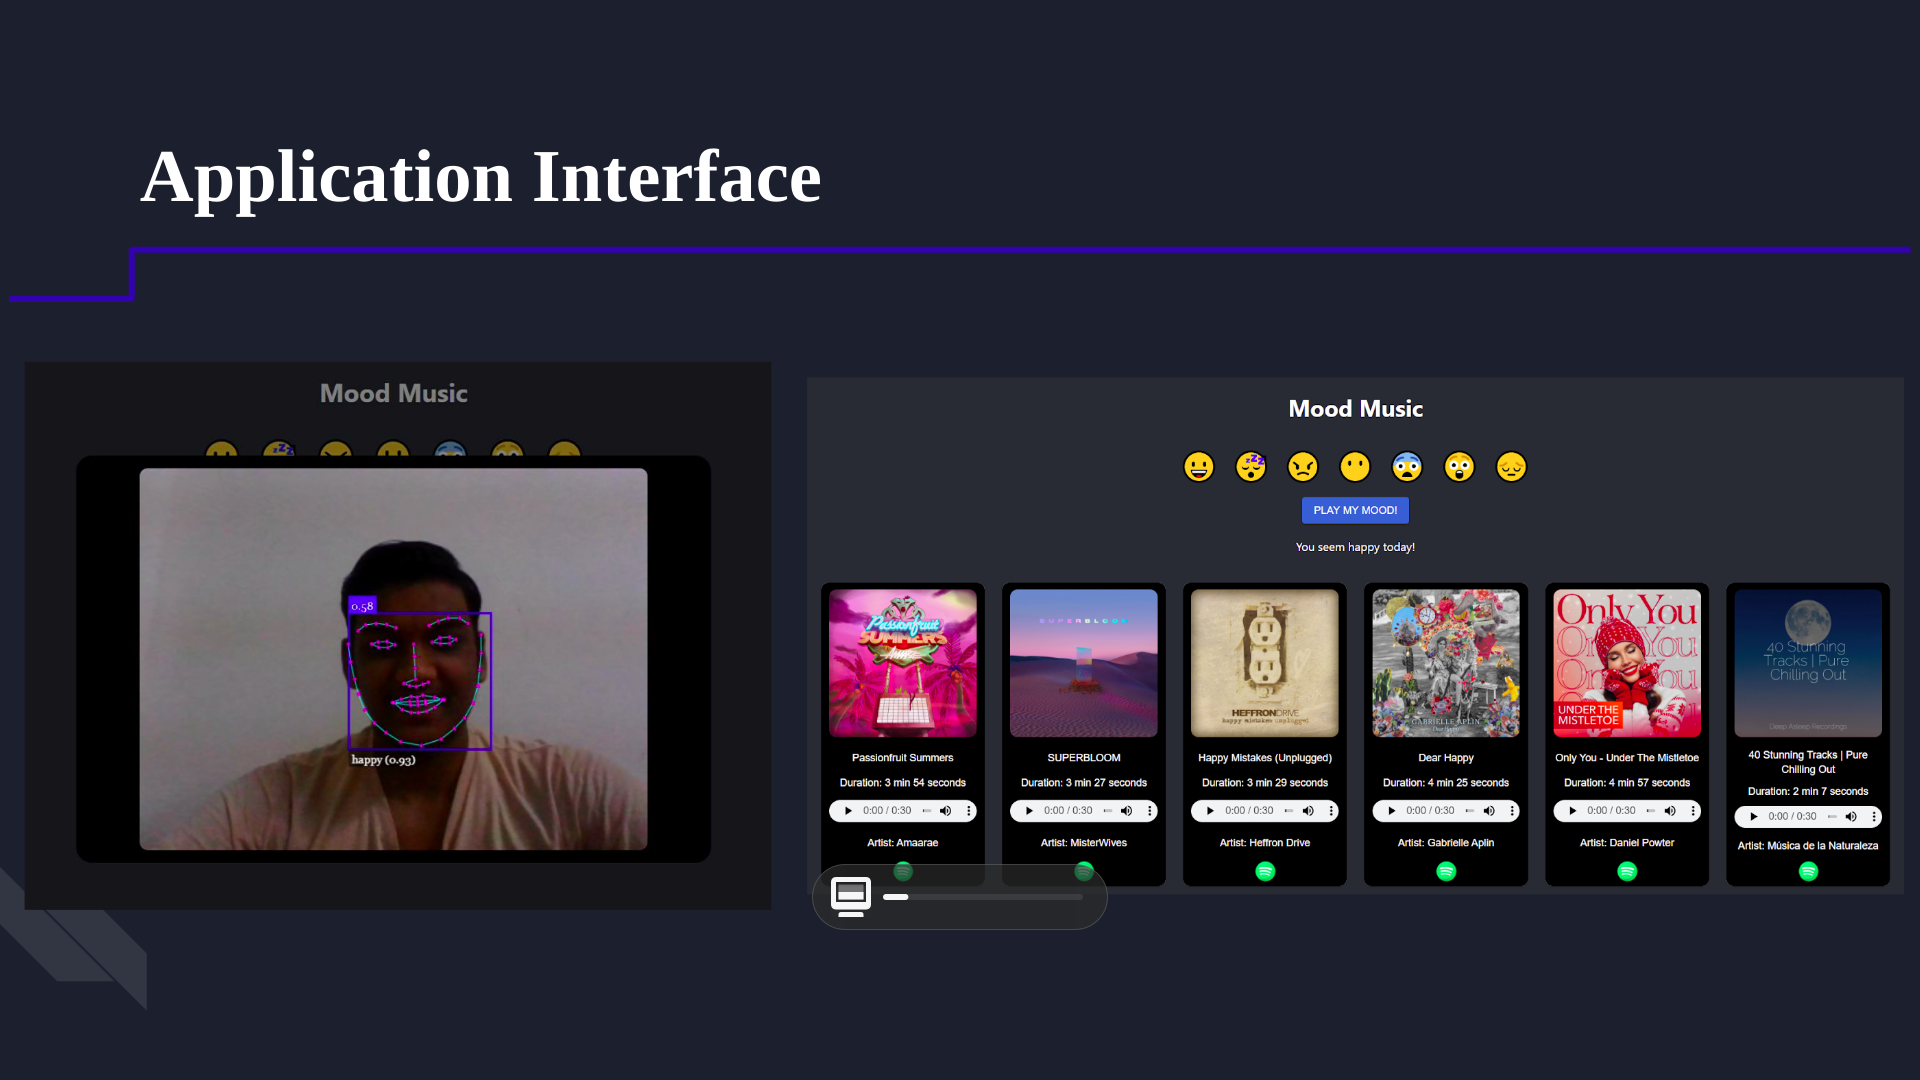 Application Interface
Mood Music
0.58
happy (0.93)
Mood Music
PLAY MY MOOD!
You seem happy today!
Passionfruit
SUMMERS
SUPERBLOOM
HEFFRONDRIVE
happy mistakes unplugged
GABRIELLE APLIN
Dear Happy
Only You
UNDER THE
MISTLETOE
40 Stunning
Tracks | Pure
Chilling Out
Deep Asleep Recordings
Passionfruit Summers
Duration: 3 min 54 seconds
0:00 / 0:30
Artist: Amaarae
SUPERBLOOM
Duration: 3 min 27 seconds
0:00 / 0:30
Artist: MisterWives
Happy Mistakes (Unplugged)
Duration: 3 min 29 seconds
0:00 / 0:30
Artist: Heffron Drive
Dear Happy
Duration: 4 min 25 seconds
0:00 / 0:30
Artist: Gabrielle Aplin
Only You - Under The Mistletoe
Duration: 4 min 57 seconds
0:00 / 0:30
Artist: Daniel Powter
40 Stunning Tracks | Pure
Chilling Out
Duration: 2 min 7 seconds
0:00 / 0:30
Artist: Música de la Naturaleza